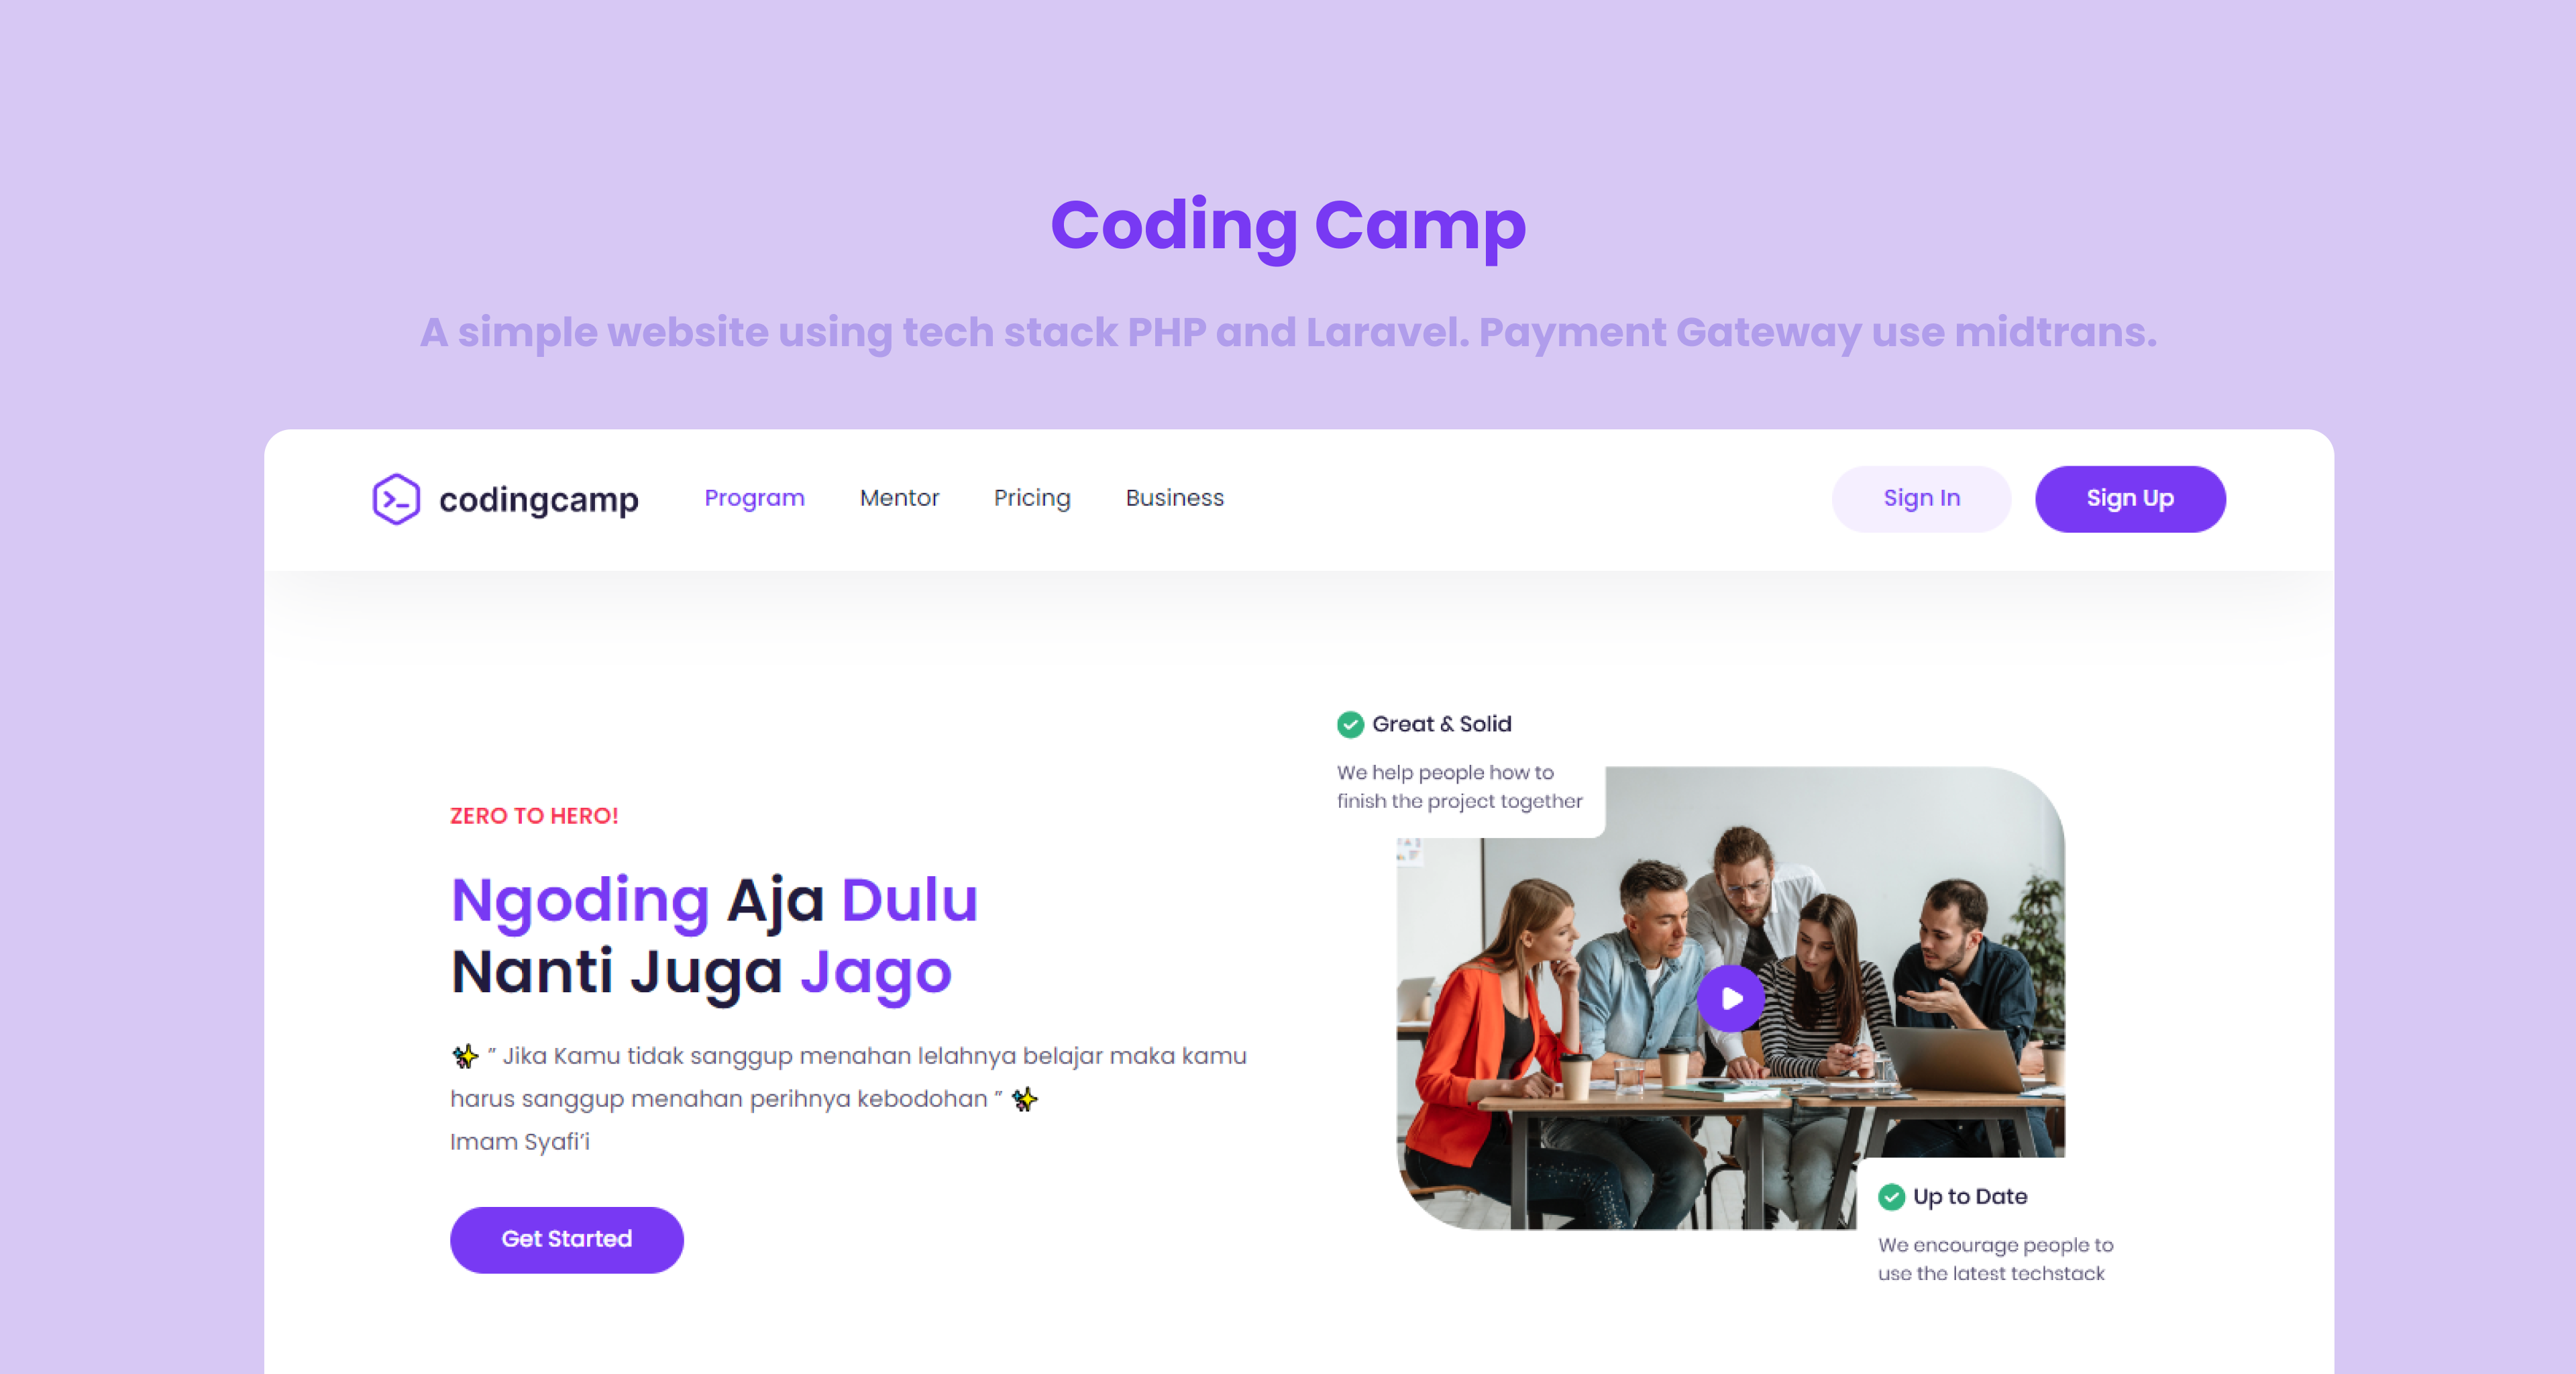 Coding Camp
A simple website using tech stack PHP and Laravel. Payment Gateway use midtrans.
codingcamp
Program
Mentor
Pricing
Business
Sign In
Sign Up
ZERO TO HERO!
Ngoding Aja Dulu
Nanti Juga Jago
✨ ” Jika Kamu tidak sanggup menahan lelahnya belajar maka kamu
harus sanggup menahan perihnya kebodohan ” ✨
Imam Syafi’i
Get Started
Great & Solid
We help people how to
finish the project together
Up to Date
We encourage people to
use the latest techstack